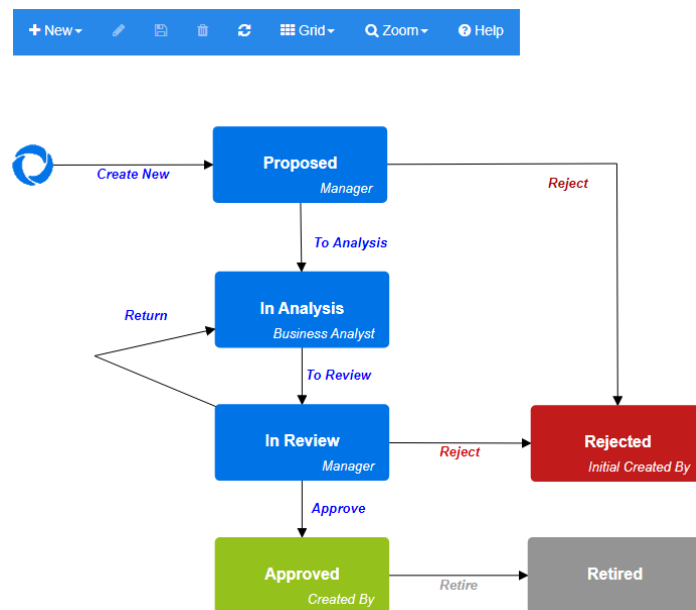 New
Grid
Zoom
Help
Proposed
Manager
Create New
Reject
To Analysis
In Analysis
Business Analyst
Return
To Review
In Review
Manager
Reject
Rejected
Initial Created By
Approve
Approved
Created By
Retire
Retired